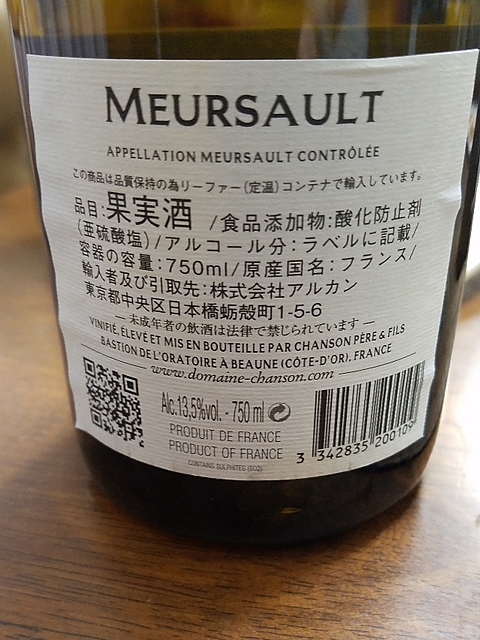 MEURSAULT
APPELLATION MEURSAULT CONTRÔLÉE
この商品は品質保持の為リーファー(定温)コンテナで輸入しています。
品目:果実酒 /食品添加物:酸化防止剤
(亜硫酸塩)/アルコール分:ラベルに記載/
容器の容量:750ml/原産国名:フランス/
輸入者及び引取先:株式会社アルカン
東京都中央区日本橋蛎殻町1-5-6
―未成年者の飲酒は法律で禁じられています―
VINIFIÉ, ÉLEVÉ ET MIS EN BOUTEILLE PAR CHANSON PÈRE & FILS
BASTION DE L'ORATOIRE À BEAUNE (CÔTE-D'OR), FRANCE
www.domaine-chanson.com
Alc.13,5%vol. - 750 ml
PRODUIT DE FRANCE
PRODUCT OF FRANCE
CONTAINS SULPHITES (SO2)
3 342835 200109